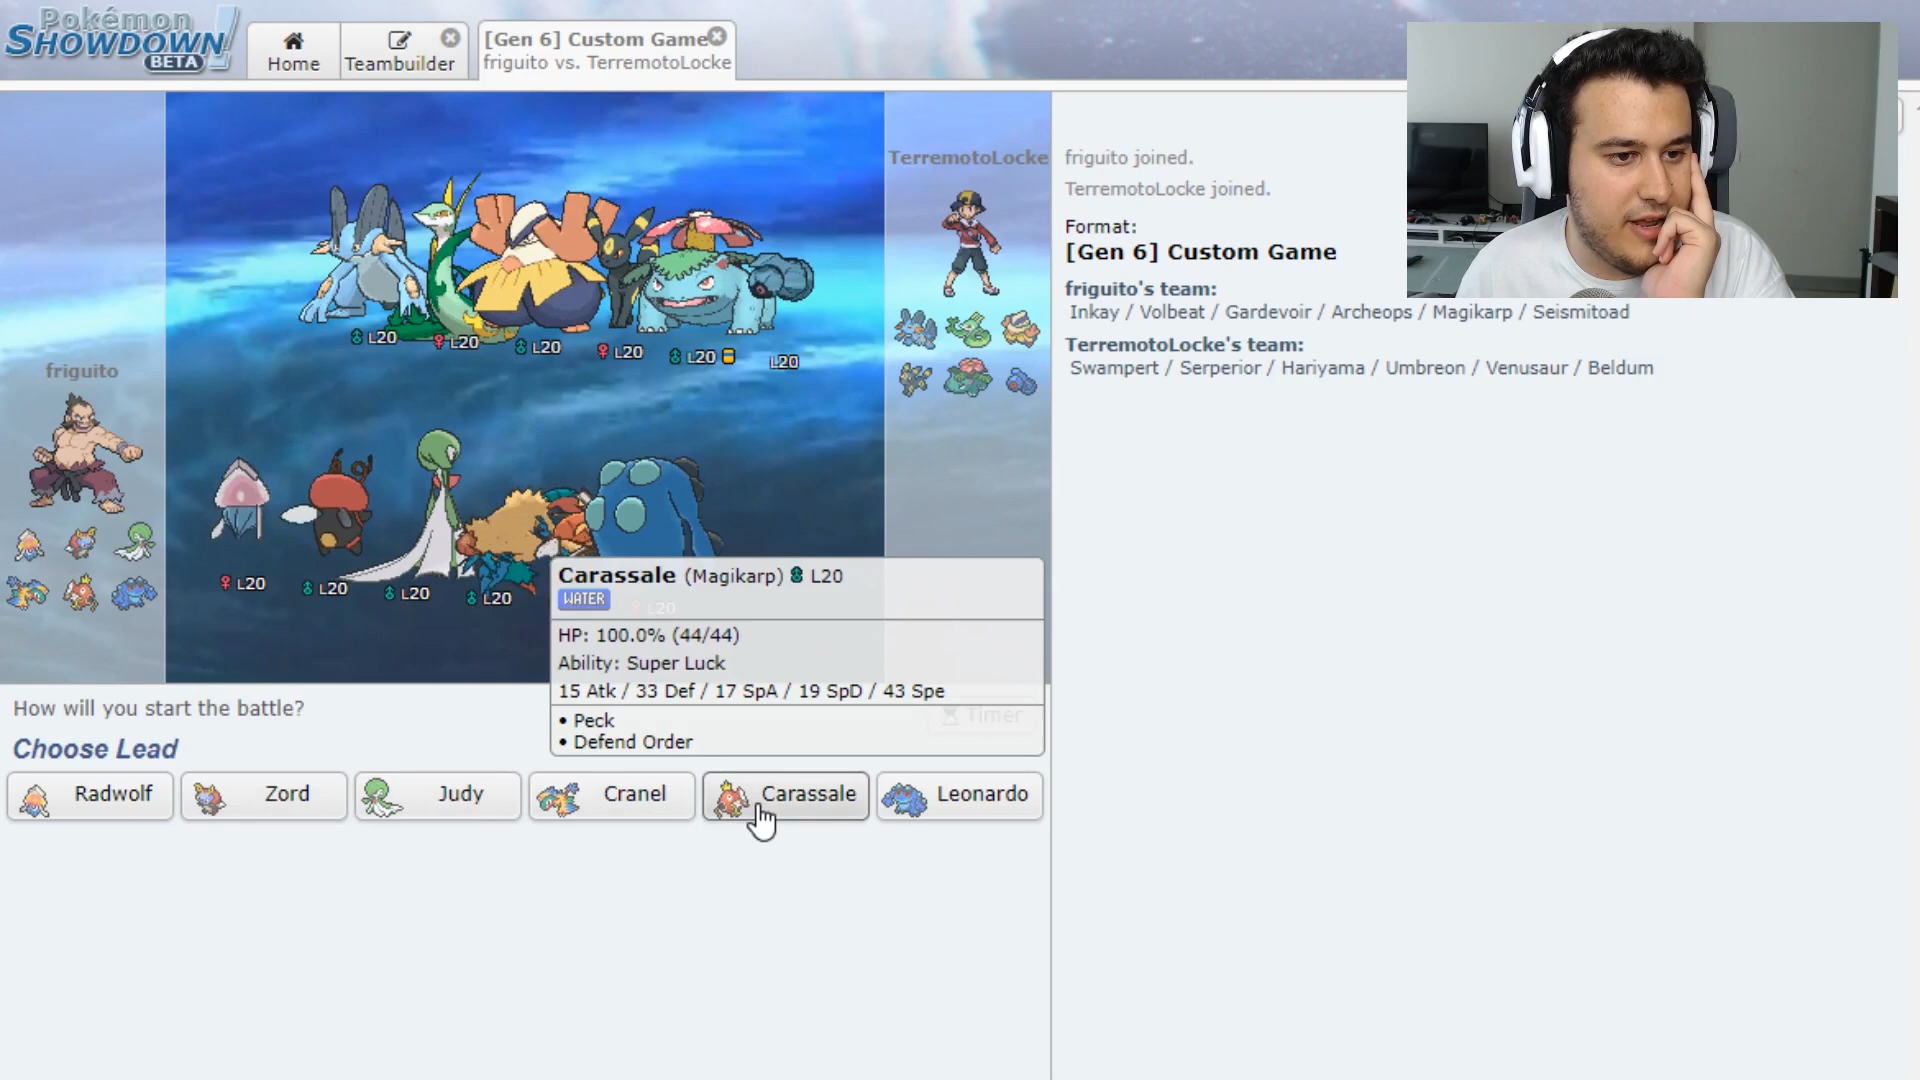 Pokémon
SHOWDOWN!
BETA
Home
Teambuilder
[Gen 6] Custom Game
friguito vs. TerremotoLocke
TerremotoLocke
friguito
L20
L20
L20
L20
L20
L20
L20
L20
L20
L20
L20
Carassale (Magikarp) L20
WATER
HP: 100.0% (44/44)
Ability: Super Luck
15 Atk / 33 Def / 17 SpA / 19 SpD / 43 Spe
• Peck
• Defend Order
Timer
How will you start the battle?
Choose Lead
Radwolf
Zord
Judy
Cranel
Carassale
Leonardo
friguito joined.
TerremotoLocke joined.
Format:
[Gen 6] Custom Game
friguito's team:
Inkay / Volbeat / Gardevoir / Archeops / Magikarp / Seismitoad
TerremotoLocke's team:
Swampert / Serperior / Hariyama / Umbreon / Venusaur / Beldum